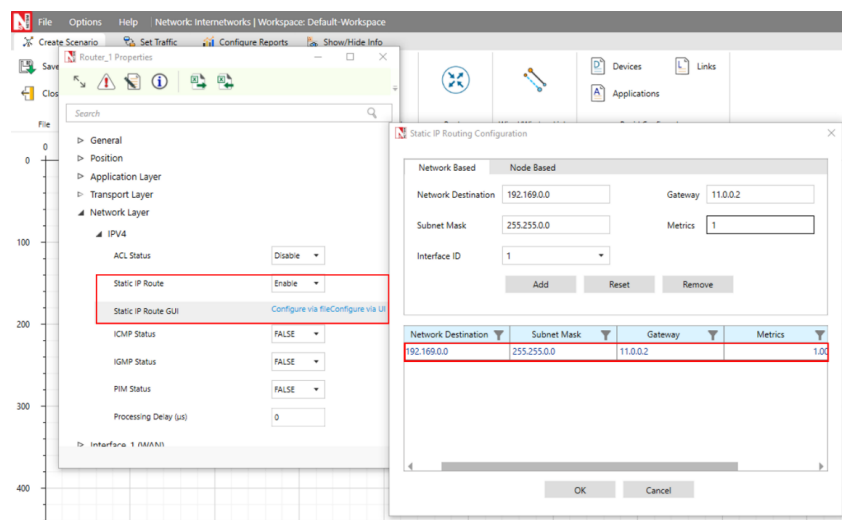 File Options Help Network: Internetworks | Workspace: Default-Workspace
Create Scenario Set Traffic Configure Reports Show/Hide Info
Save
Clos
File
Router_1 Properties
Search
General
Position
Application Layer
Transport Layer
Network Layer
IPV4
ACL Status Disable
Static IP Route Enable
Static IP Route GUI Configure via fileConfigure via UI
ICMP Status FALSE
IGMP Status FALSE
PIM Status FALSE
Processing Delay (µs) 0
Interface 1 (WAN)
Devices Links
Applications
0
0
100
200
300
400
Static IP Routing Configuration
Network Based Node Based
Network Destination 192.169.0.0 Gateway 11.0.0.2
Subnet Mask 255.255.0.0 Metrics 1
Interface ID 1
Add Reset Remove
Network Destination Subnet Mask Gateway Metrics
192.169.0.0 255.255.0.0 11.0.0.2 1.00
OK Cancel